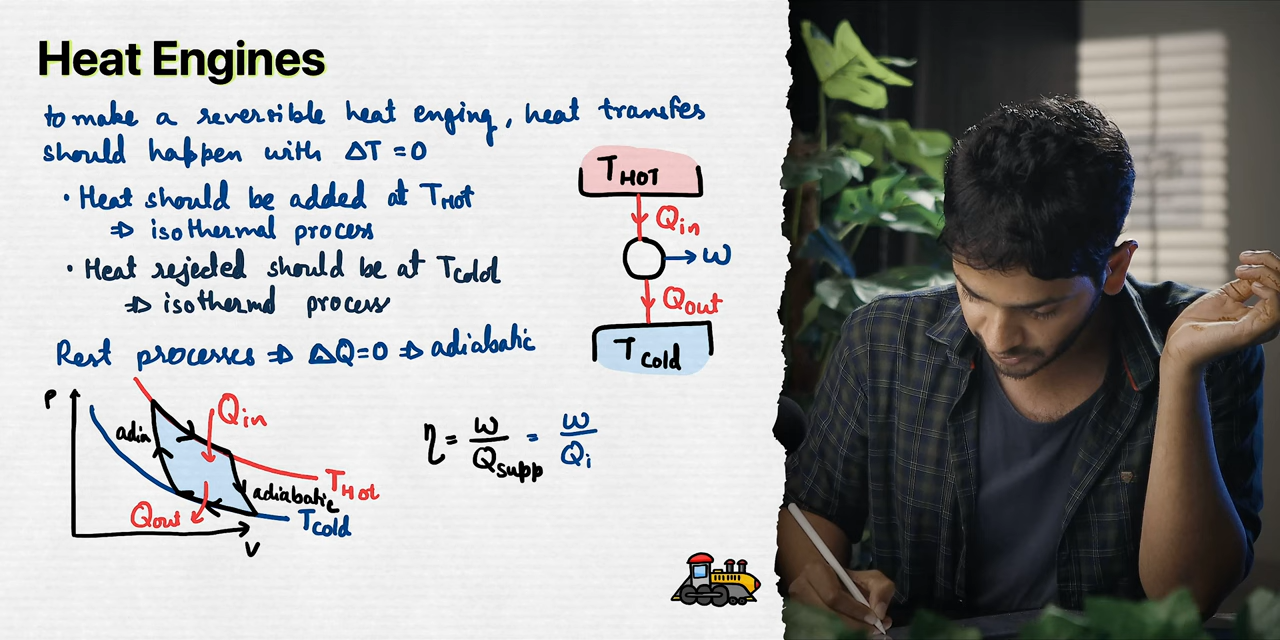 Heat Engines
to make a reversible heat enging, heat transfer
should happen with ΔT = 0
• Heat should be added at THOT
⇒ isothermal process
• Heat rejected should be at Tcold
⇒ isothermal process
Rest processes ⇒ ΔQ=0 ⇒ adiabatic
THOT
Qin
W
Qout
TCold
P
Qin
adia
adiabatic
THot
Qout
Tcold
V
η = W/Qsupp = W/Qi